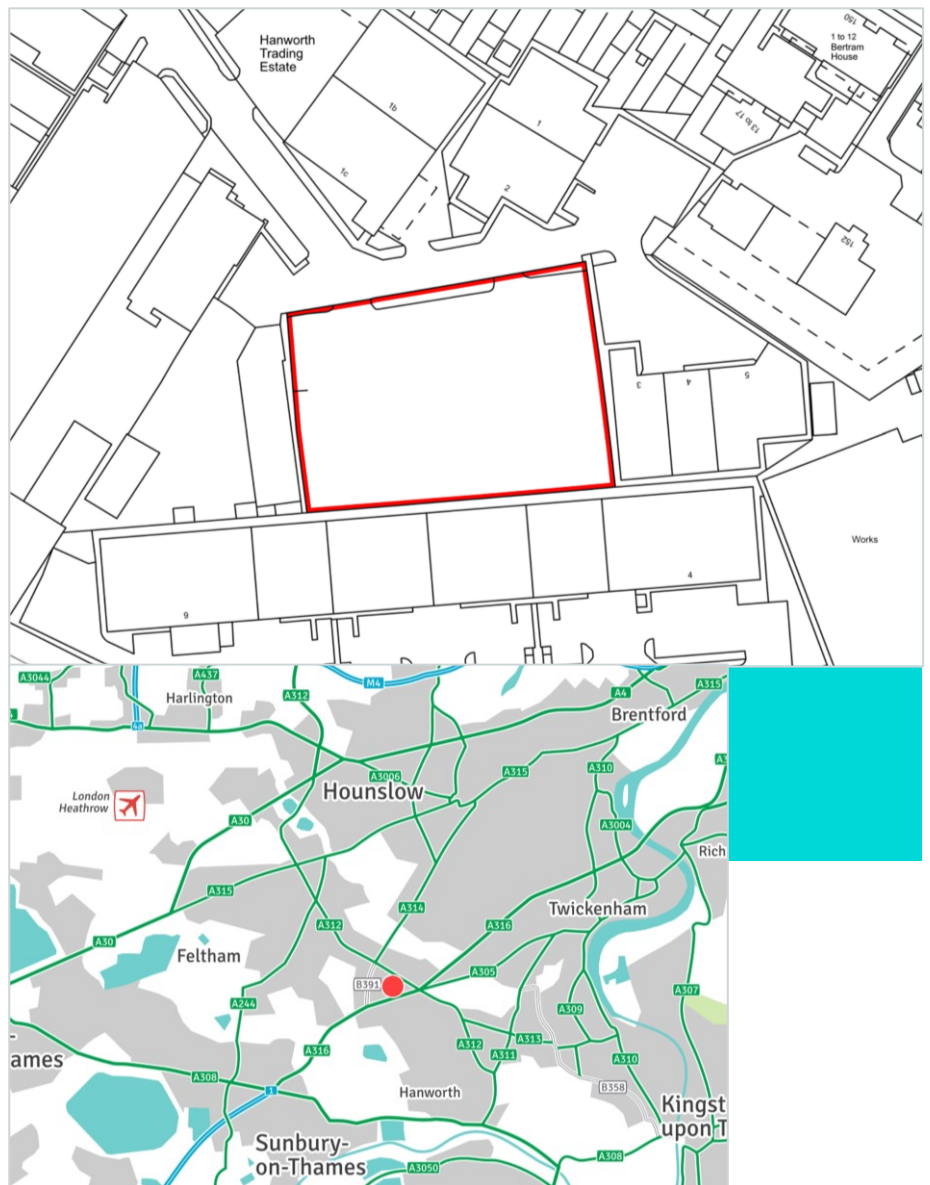 Hanworth
Trading
Estate
150
1 to 12
Bertram
House
1b
1
13 to 17
1c
2
152
3
4
5
Works
4
9
A3044
A437
M4
A312
A4
A315
Harlington
Brentford
4a
A3006
A315
A310
London
Heathrow
Hounslow
A30
A3004
Rich
A315
A314
A312
Twickenham
A316
A30
Feltham
A305
B391
A307
A244
A309
A312
A313
A316
A311
A310
ames
A308
1
Hanworth
B358
Kingst
upon T
Sunbury-
on-Thames
A308
A3050